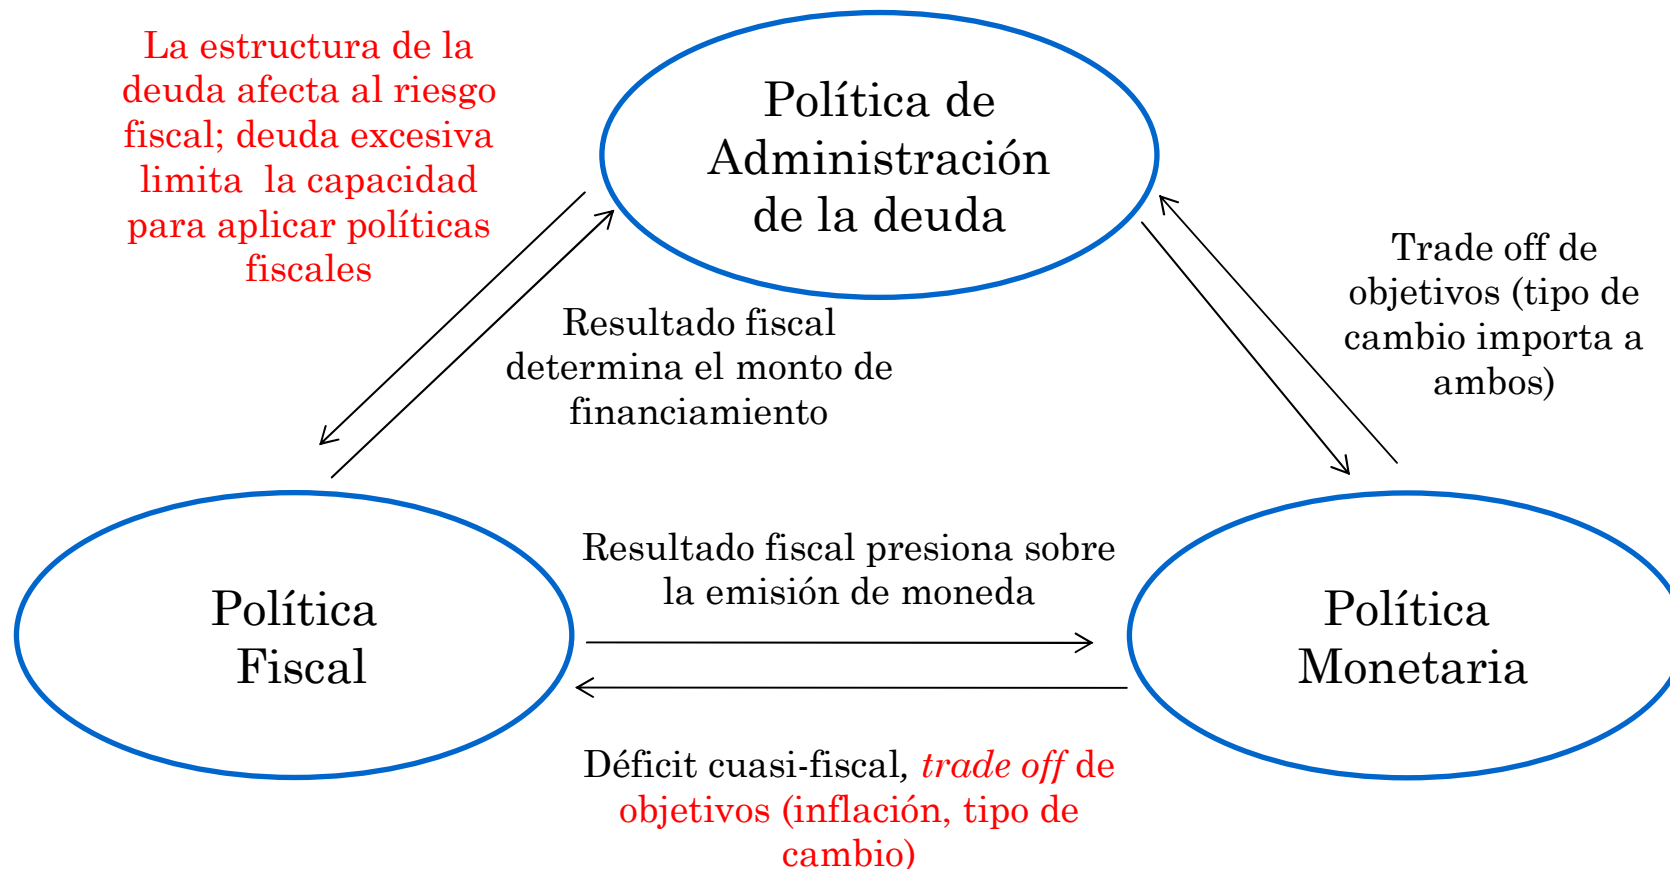 La estructura de la
deuda afecta al riesgo
fiscal; deuda excesiva
limita la capacidad
para aplicar políticas
fiscales
Política de
Administración
de la deuda
Trade off de
objetivos (tipo de
cambio importa a
ambos)
Resultado fiscal
determina el monto de
financiamiento
Política
Fiscal
Resultado fiscal presiona sobre
la emisión de moneda
Política
Monetaria
Déficit cuasi-fiscal, trade off de
objetivos (inflación, tipo de
cambio)